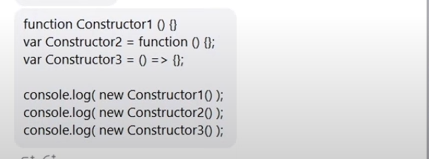 function Constructor1 () {}
var Constructor2 = function () {};
var Constructor3 = () => {};
console.log( new Constructor1() );
console.log( new Constructor2() );
console.log( new Constructor3() );